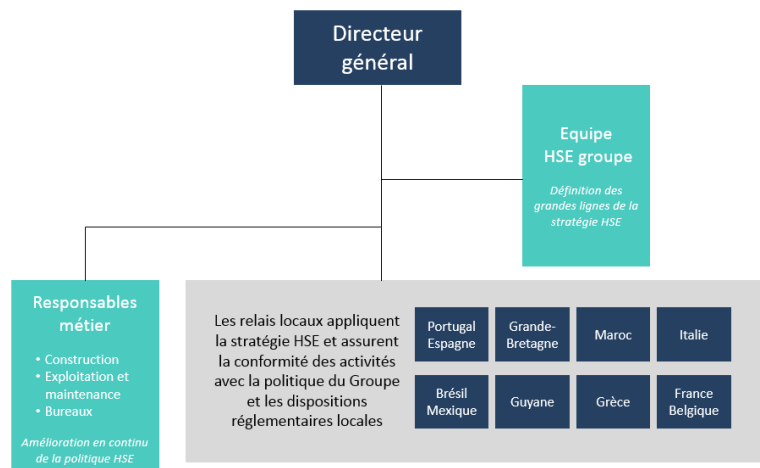 Directeur
général
Equipe
HSE groupe
Définition des
grandes lignes de la
stratégie HSE
Responsables
métier
• Construction
• Exploitation et
maintenance
• Bureaux
Amélioration en continu
de la politique HSE
Les relais locaux appliquent
la stratégie HSE et assurent
la conformité des activités
avec la politique du Groupe
et les dispositions
réglementaires locales
Portugal
Espagne
Grande-
Bretagne
Maroc
Italie
Brésil
Mexique
Guyane
Grèce
France
Belgique